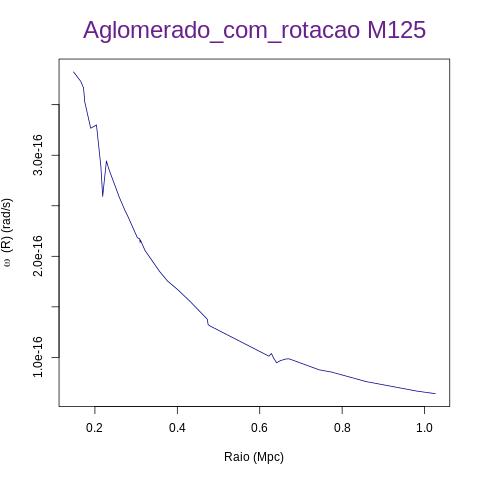 Aglomerado_com_rotacao M125
ω (R) (rad/s)
3.0e-16
2.0e-16
1.0e-16
0.2 0.4 0.6 0.8 1.0
Raio (Mpc)